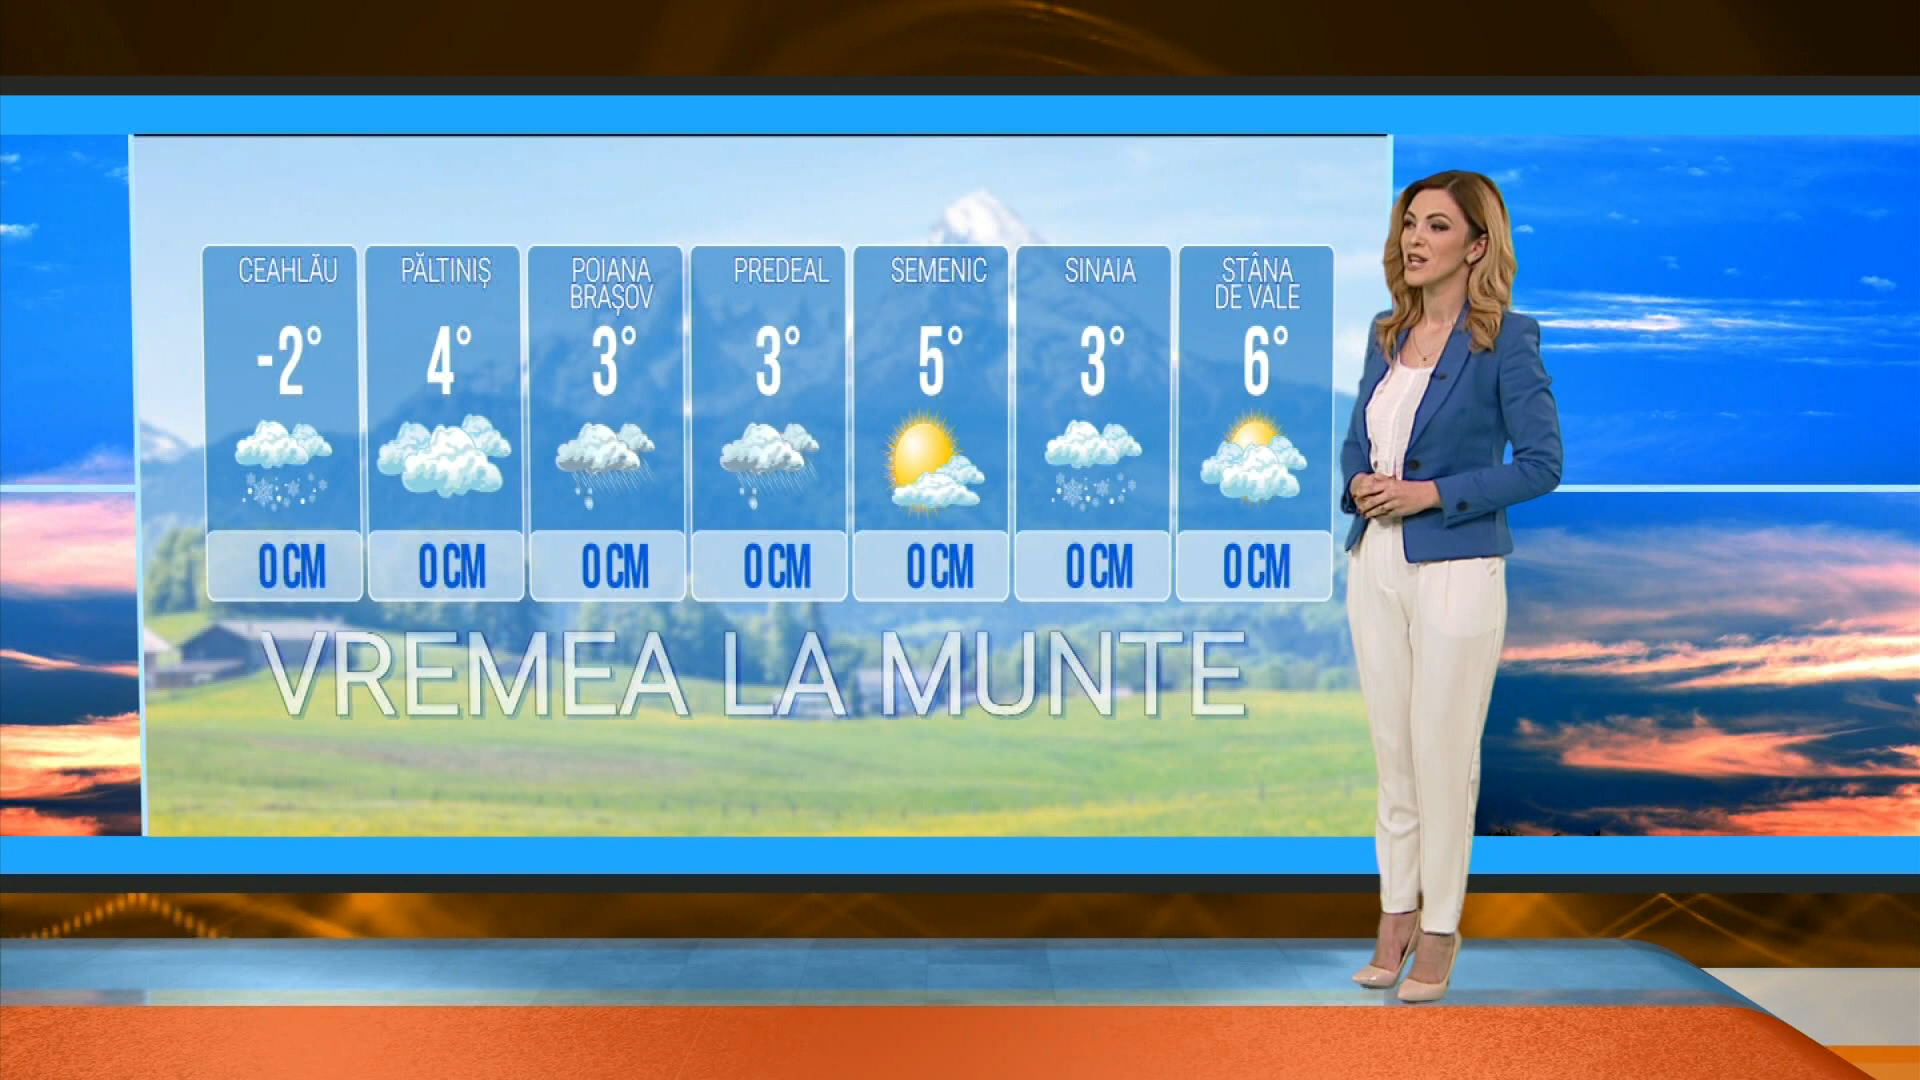 CEAHLĂU
-2°
0 CM
PĂLTINIȘ
4°
0 CM
POIANA
BRAȘOV
3°
0 CM
PREDEAL
3°
0 CM
SEMENIC
5°
0 CM
SINAIA
3°
0 CM
STÂNA
DE VALE
6°
0 CM
VREMEA LA MUNTE